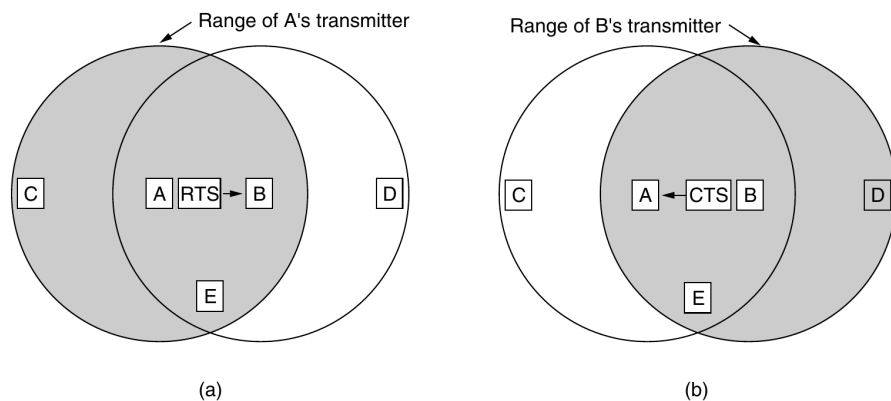 Range of A's transmitter
C
A
RTS
B
D
E
(a)
Range of B's transmitter
C
A
CTS
B
D
E
(b)